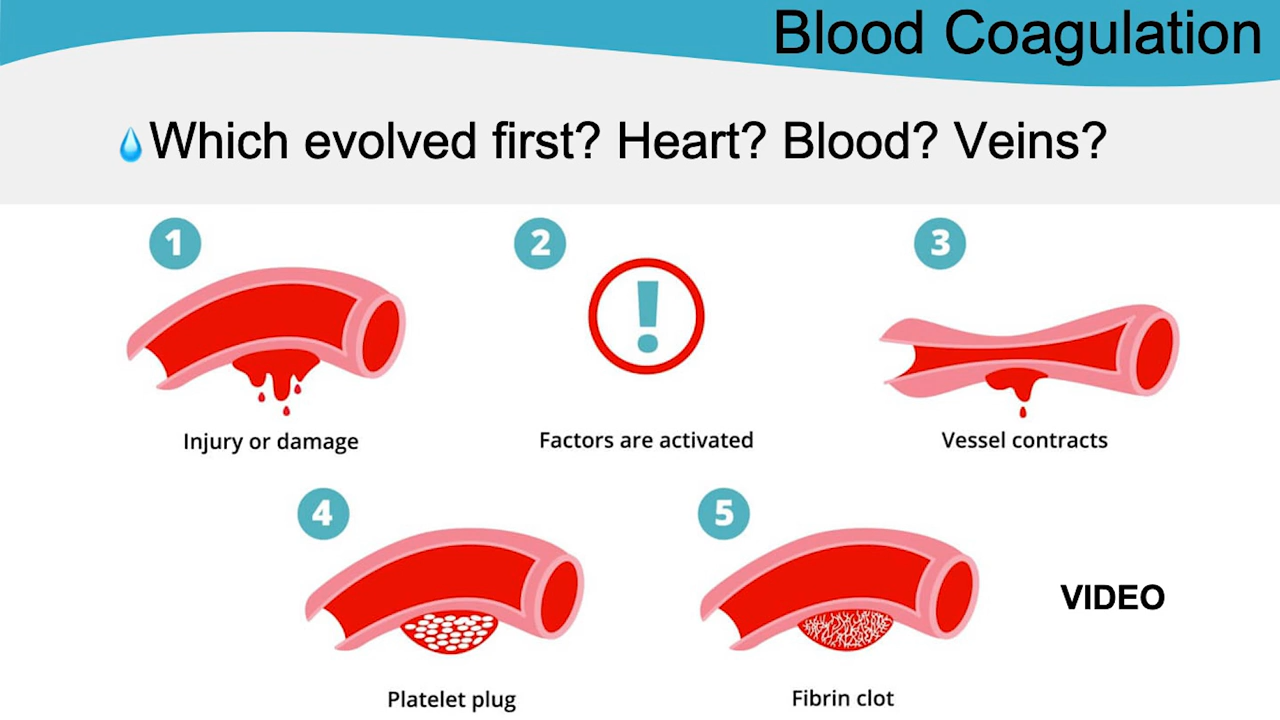 Blood Coagulation
Which evolved first? Heart? Blood? Veins?
1
2
!
3
Injury or damage
Factors are activated
Vessel contracts
4
5
VIDEO
Platelet plug
Fibrin clot